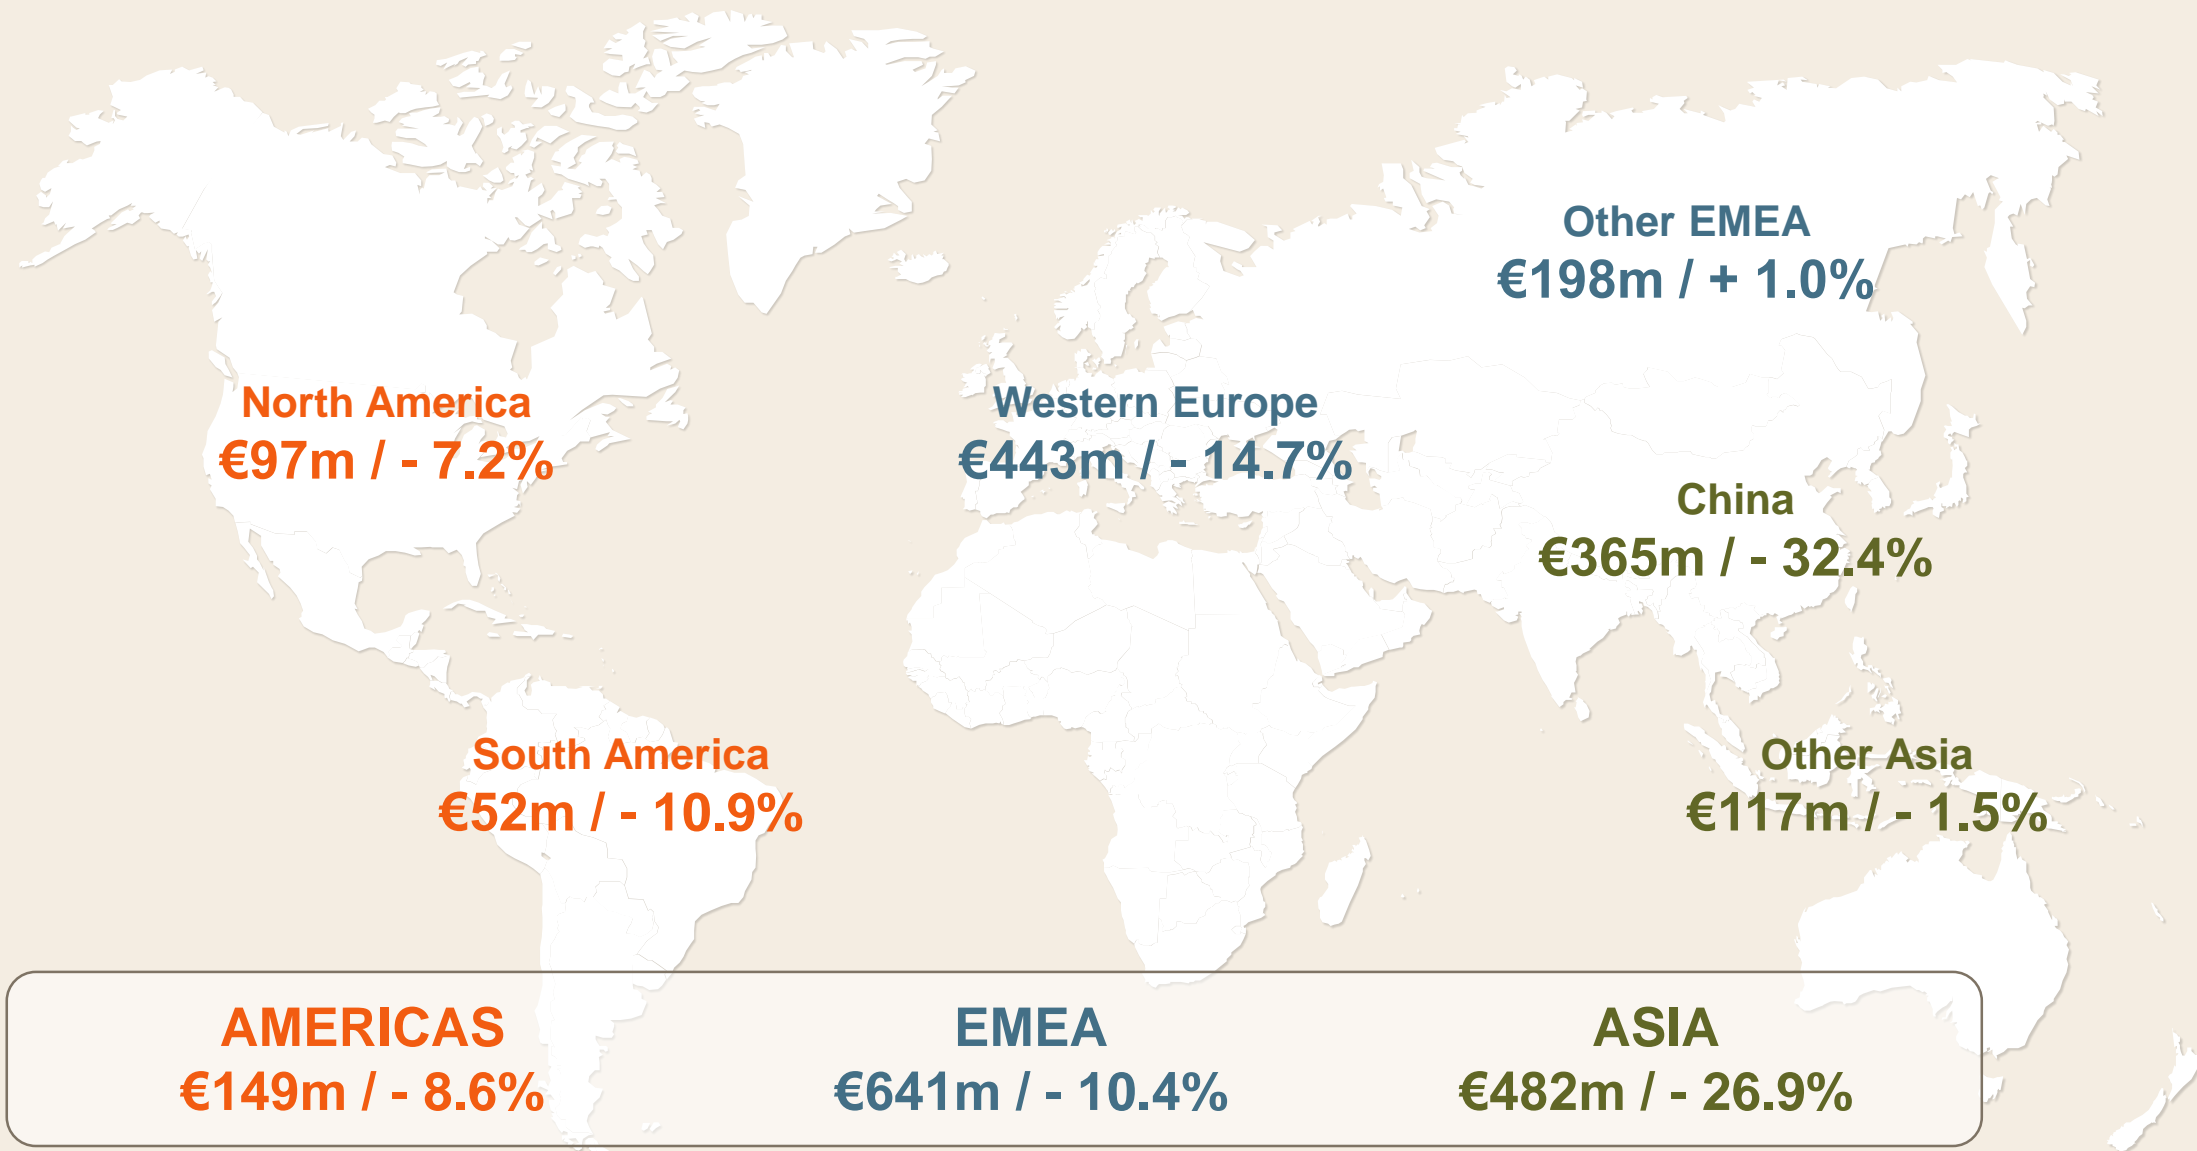 Other EMEA
€198m / + 1.0%
North America
€97m / - 7.2%
Western Europe
€443m / - 14.7%
China
€365m / - 32.4%
South America
€52m / - 10.9%
Other Asia
€117m / - 1.5%
AMERICAS
€149m / - 8.6%
EMEA
€641m / - 10.4%
ASIA
€482m / - 26.9%